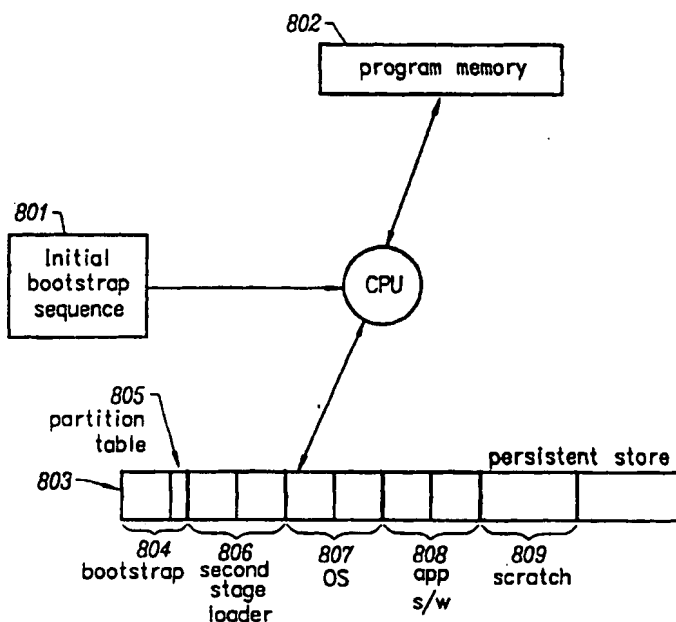 802
program memory
801
Initial
bootstrap
sequence
CPU
805
partition
table
persistent store
803
804
bootstrap
806
second
stage
loader
807
OS
808
app
s/w
809
scratch